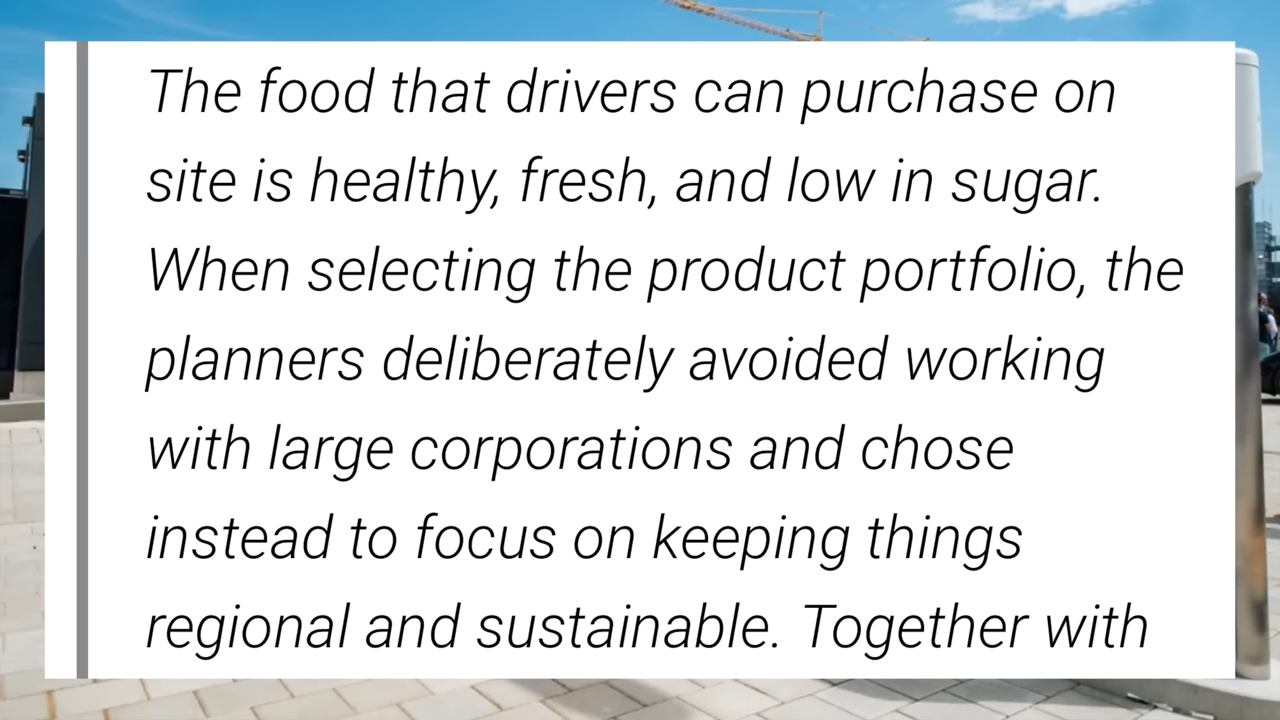 The food that drivers can purchase on
site is healthy, fresh, and low in sugar.
When selecting the product portfolio, the
planners deliberately avoided working
with large corporations and chose
instead to focus on keeping things
regional and sustainable. Together with